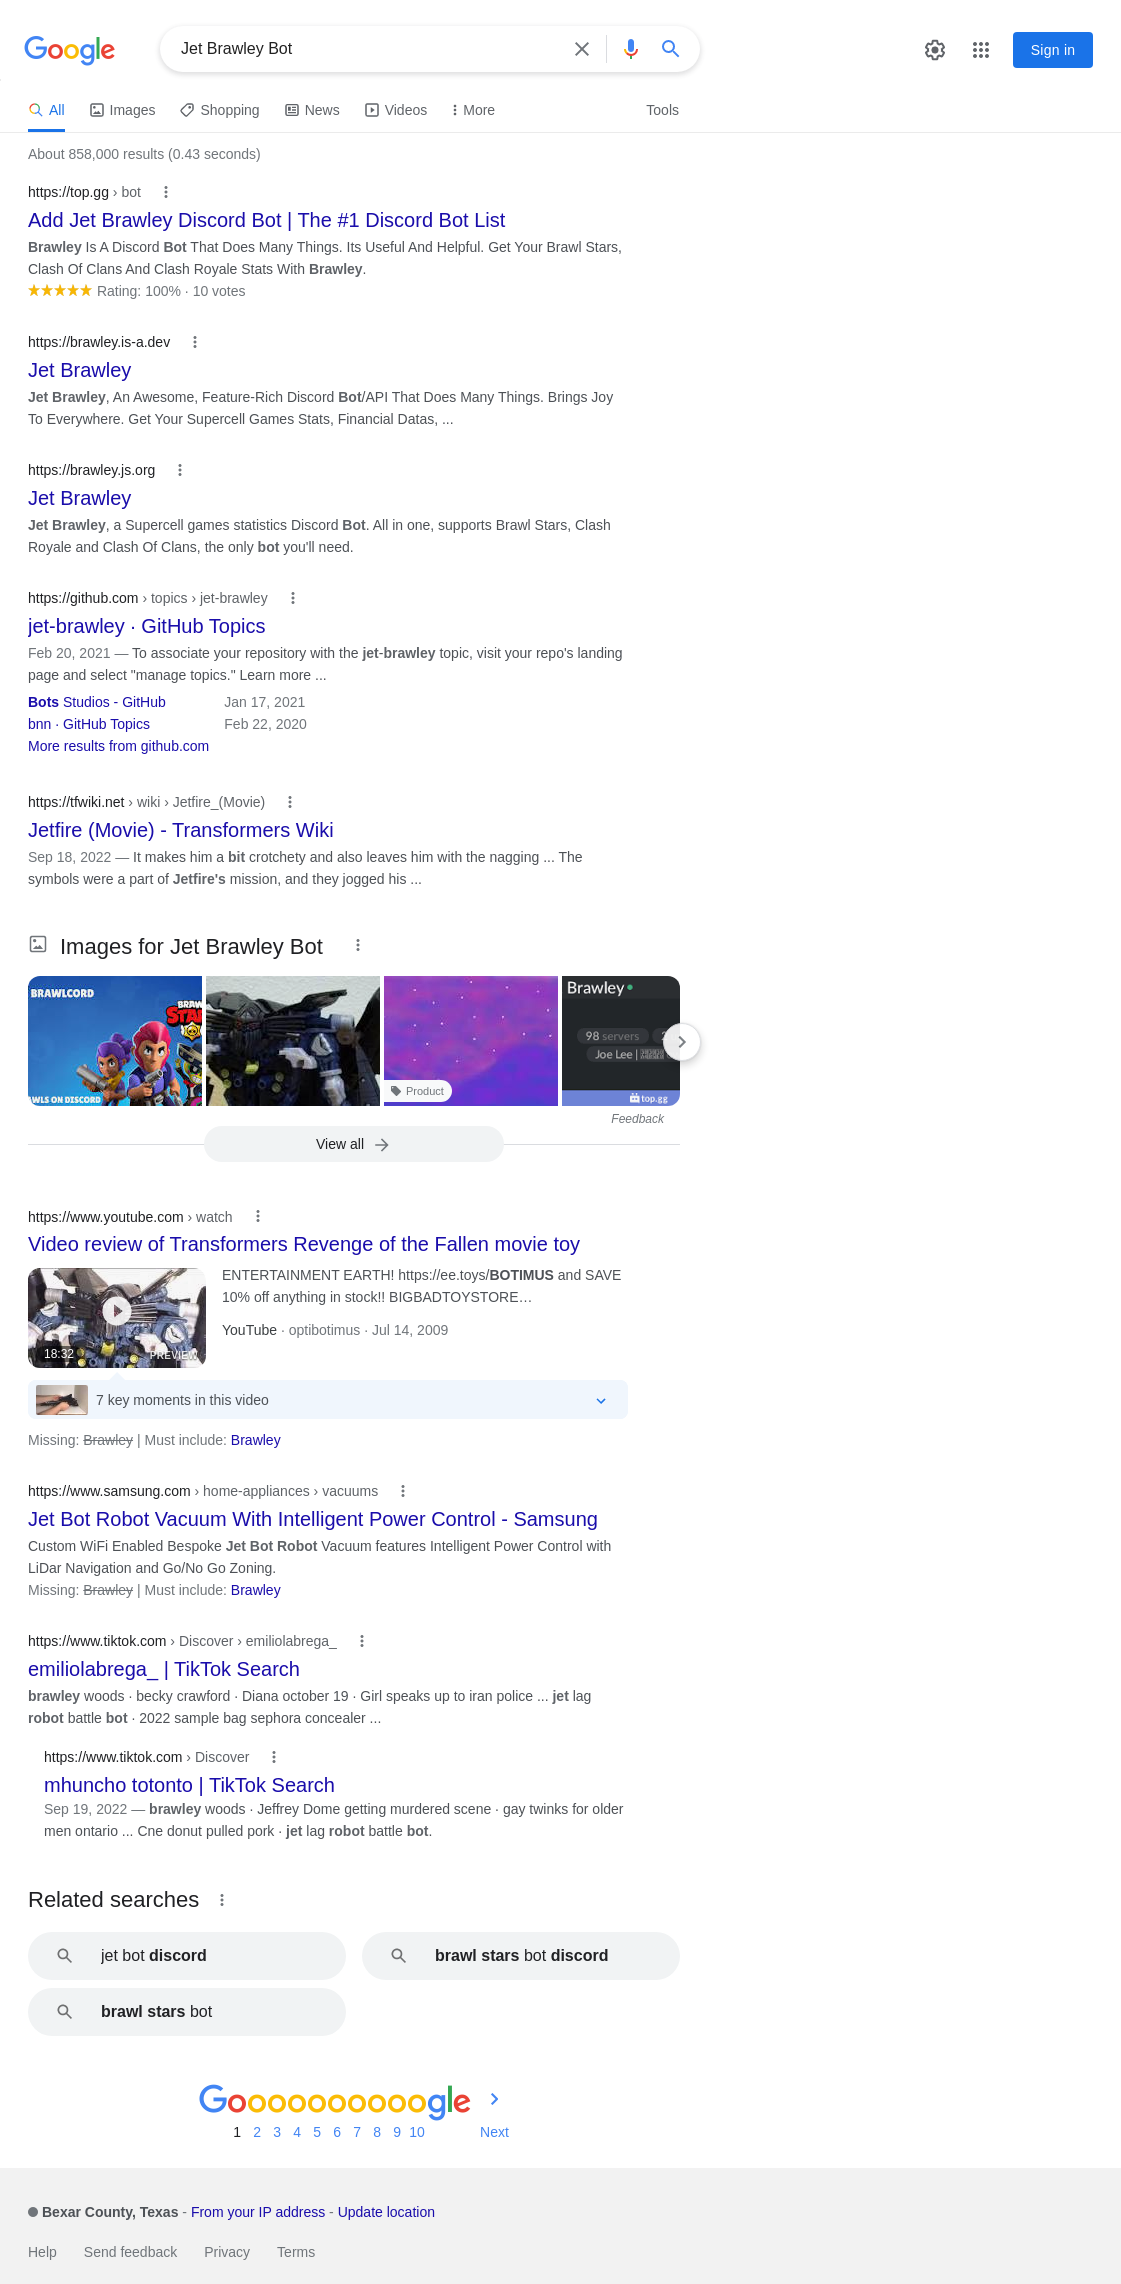 Google
Jet Brawley Bot
Sign in
All
Images
Shopping
News
Videos
More
Tools
About 858,000 results (0.43 seconds)
https://top.gg › bot
Add Jet Brawley Discord Bot | The #1 Discord Bot List
Brawley Is A Discord Bot That Does Many Things. Its Useful And Helpful. Get Your Brawl Stars,
Clash Of Clans And Clash Royale Stats With Brawley.
Rating: 100% · 10 votes
https://brawley.is-a.dev
Jet Brawley
Jet Brawley, An Awesome, Feature-Rich Discord Bot/API That Does Many Things. Brings Joy
To Everywhere. Get Your Supercell Games Stats, Financial Datas, ...
https://brawley.js.org
Jet Brawley
Jet Brawley, a Supercell games statistics Discord Bot. All in one, supports Brawl Stars, Clash
Royale and Clash Of Clans, the only bot you'll need.
https://github.com › topics › jet-brawley
jet-brawley · GitHub Topics
Feb 20, 2021 — To associate your repository with the jet-brawley topic, visit your repo's landing
page and select "manage topics." Learn more ...
Bots Studios - GitHub Jan 17, 2021
bnn · GitHub Topics Feb 22, 2020
More results from github.com
https://tfwiki.net › wiki › Jetfire_(Movie)
Jetfire (Movie) - Transformers Wiki
Sep 18, 2022 — It makes him a bit crotchety and also leaves him with the nagging ... The
symbols were a part of Jetfire's mission, and they jogged his ...
Images for Jet Brawley Bot
BRAWLCORD
BRAW
STA
WLS ON DISCORD
Product
Brawley
98 servers
2
Joe Lee |
top.gg
Feedback
View all
https://www.youtube.com › watch
Video review of Transformers Revenge of the Fallen movie toy
ENTERTAINMENT EARTH! https://ee.toys/BOTIMUS and SAVE
10% off anything in stock!! BIGBADTOYSTORE…
YouTube · optibotimus · Jul 14, 2009
18:32
PREVIEW
7 key moments in this video
Missing: Brawley | Must include: Brawley
https://www.samsung.com › home-appliances › vacuums
Jet Bot Robot Vacuum With Intelligent Power Control - Samsung
Custom WiFi Enabled Bespoke Jet Bot Robot Vacuum features Intelligent Power Control with
LiDar Navigation and Go/No Go Zoning.
Missing: Brawley | Must include: Brawley
https://www.tiktok.com › Discover › emiliolabrega_
emiliolabrega_ | TikTok Search
brawley woods · becky crawford · Diana october 19 · Girl speaks up to iran police ... jet lag
robot battle bot · 2022 sample bag sephora concealer ...
https://www.tiktok.com › Discover
mhuncho totonto | TikTok Search
Sep 19, 2022 — brawley woods · Jeffrey Dome getting murdered scene · gay twinks for older
men ontario ... Cne donut pulled pork · jet lag robot battle bot.
Related searches
jet bot discord
brawl stars bot discord
brawl stars bot
Goooooooooogle
1 2 3 4 5 6 7 8 9 10 Next
Bexar County, Texas - From your IP address - Update location
Help Send feedback Privacy Terms